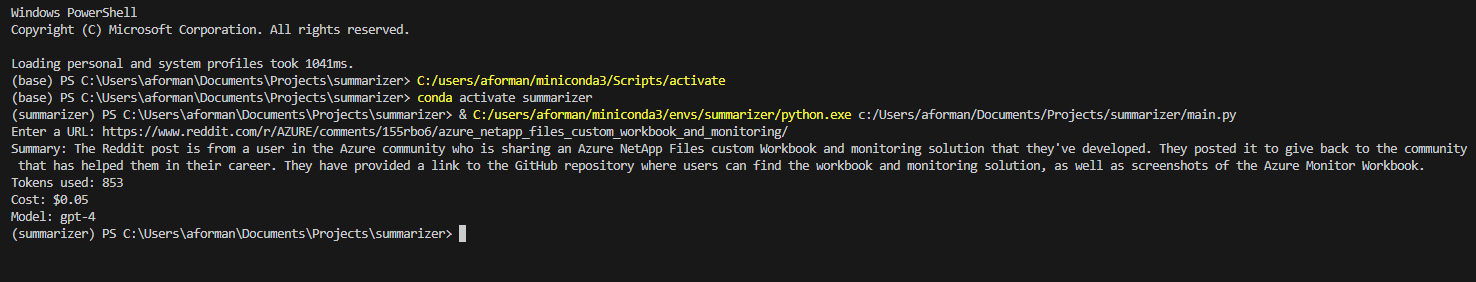 Windows PowerShell
Copyright (C) Microsoft Corporation. All rights reserved.
Loading personal and system profiles took 1041ms.
(base) PS C:\Users\aforman\Documents\Projects\summarizer> C:/users/aforman/miniconda3/Scripts/activate
(base) PS C:\Users\aforman\Documents\Projects\summarizer> conda activate summarizer
(summarizer) PS C:\Users\aforman\Documents\Projects\summarizer> & C:/users/aforman/miniconda3/envs/summarizer/python.exe c:/Users/aforman/Documents/Projects/summarizer/main.py
Enter a URL: https://www.reddit.com/r/AZURE/comments/155rbo6/azure_netapp_files_custom_workbook_and_monitoring/
Summary: The Reddit post is from a user in the Azure community who is sharing an Azure NetApp Files custom Workbook and monitoring solution that they've developed. They posted it to give back to the community
that has helped them in their career. They have provided a link to the GitHub repository where users can find the workbook and monitoring solution, as well as screenshots of the Azure Monitor Workbook.
Tokens used: 853
Cost: $0.05
Model: gpt-4
(summarizer) PS C:\Users\aforman\Documents\Projects\summarizer>